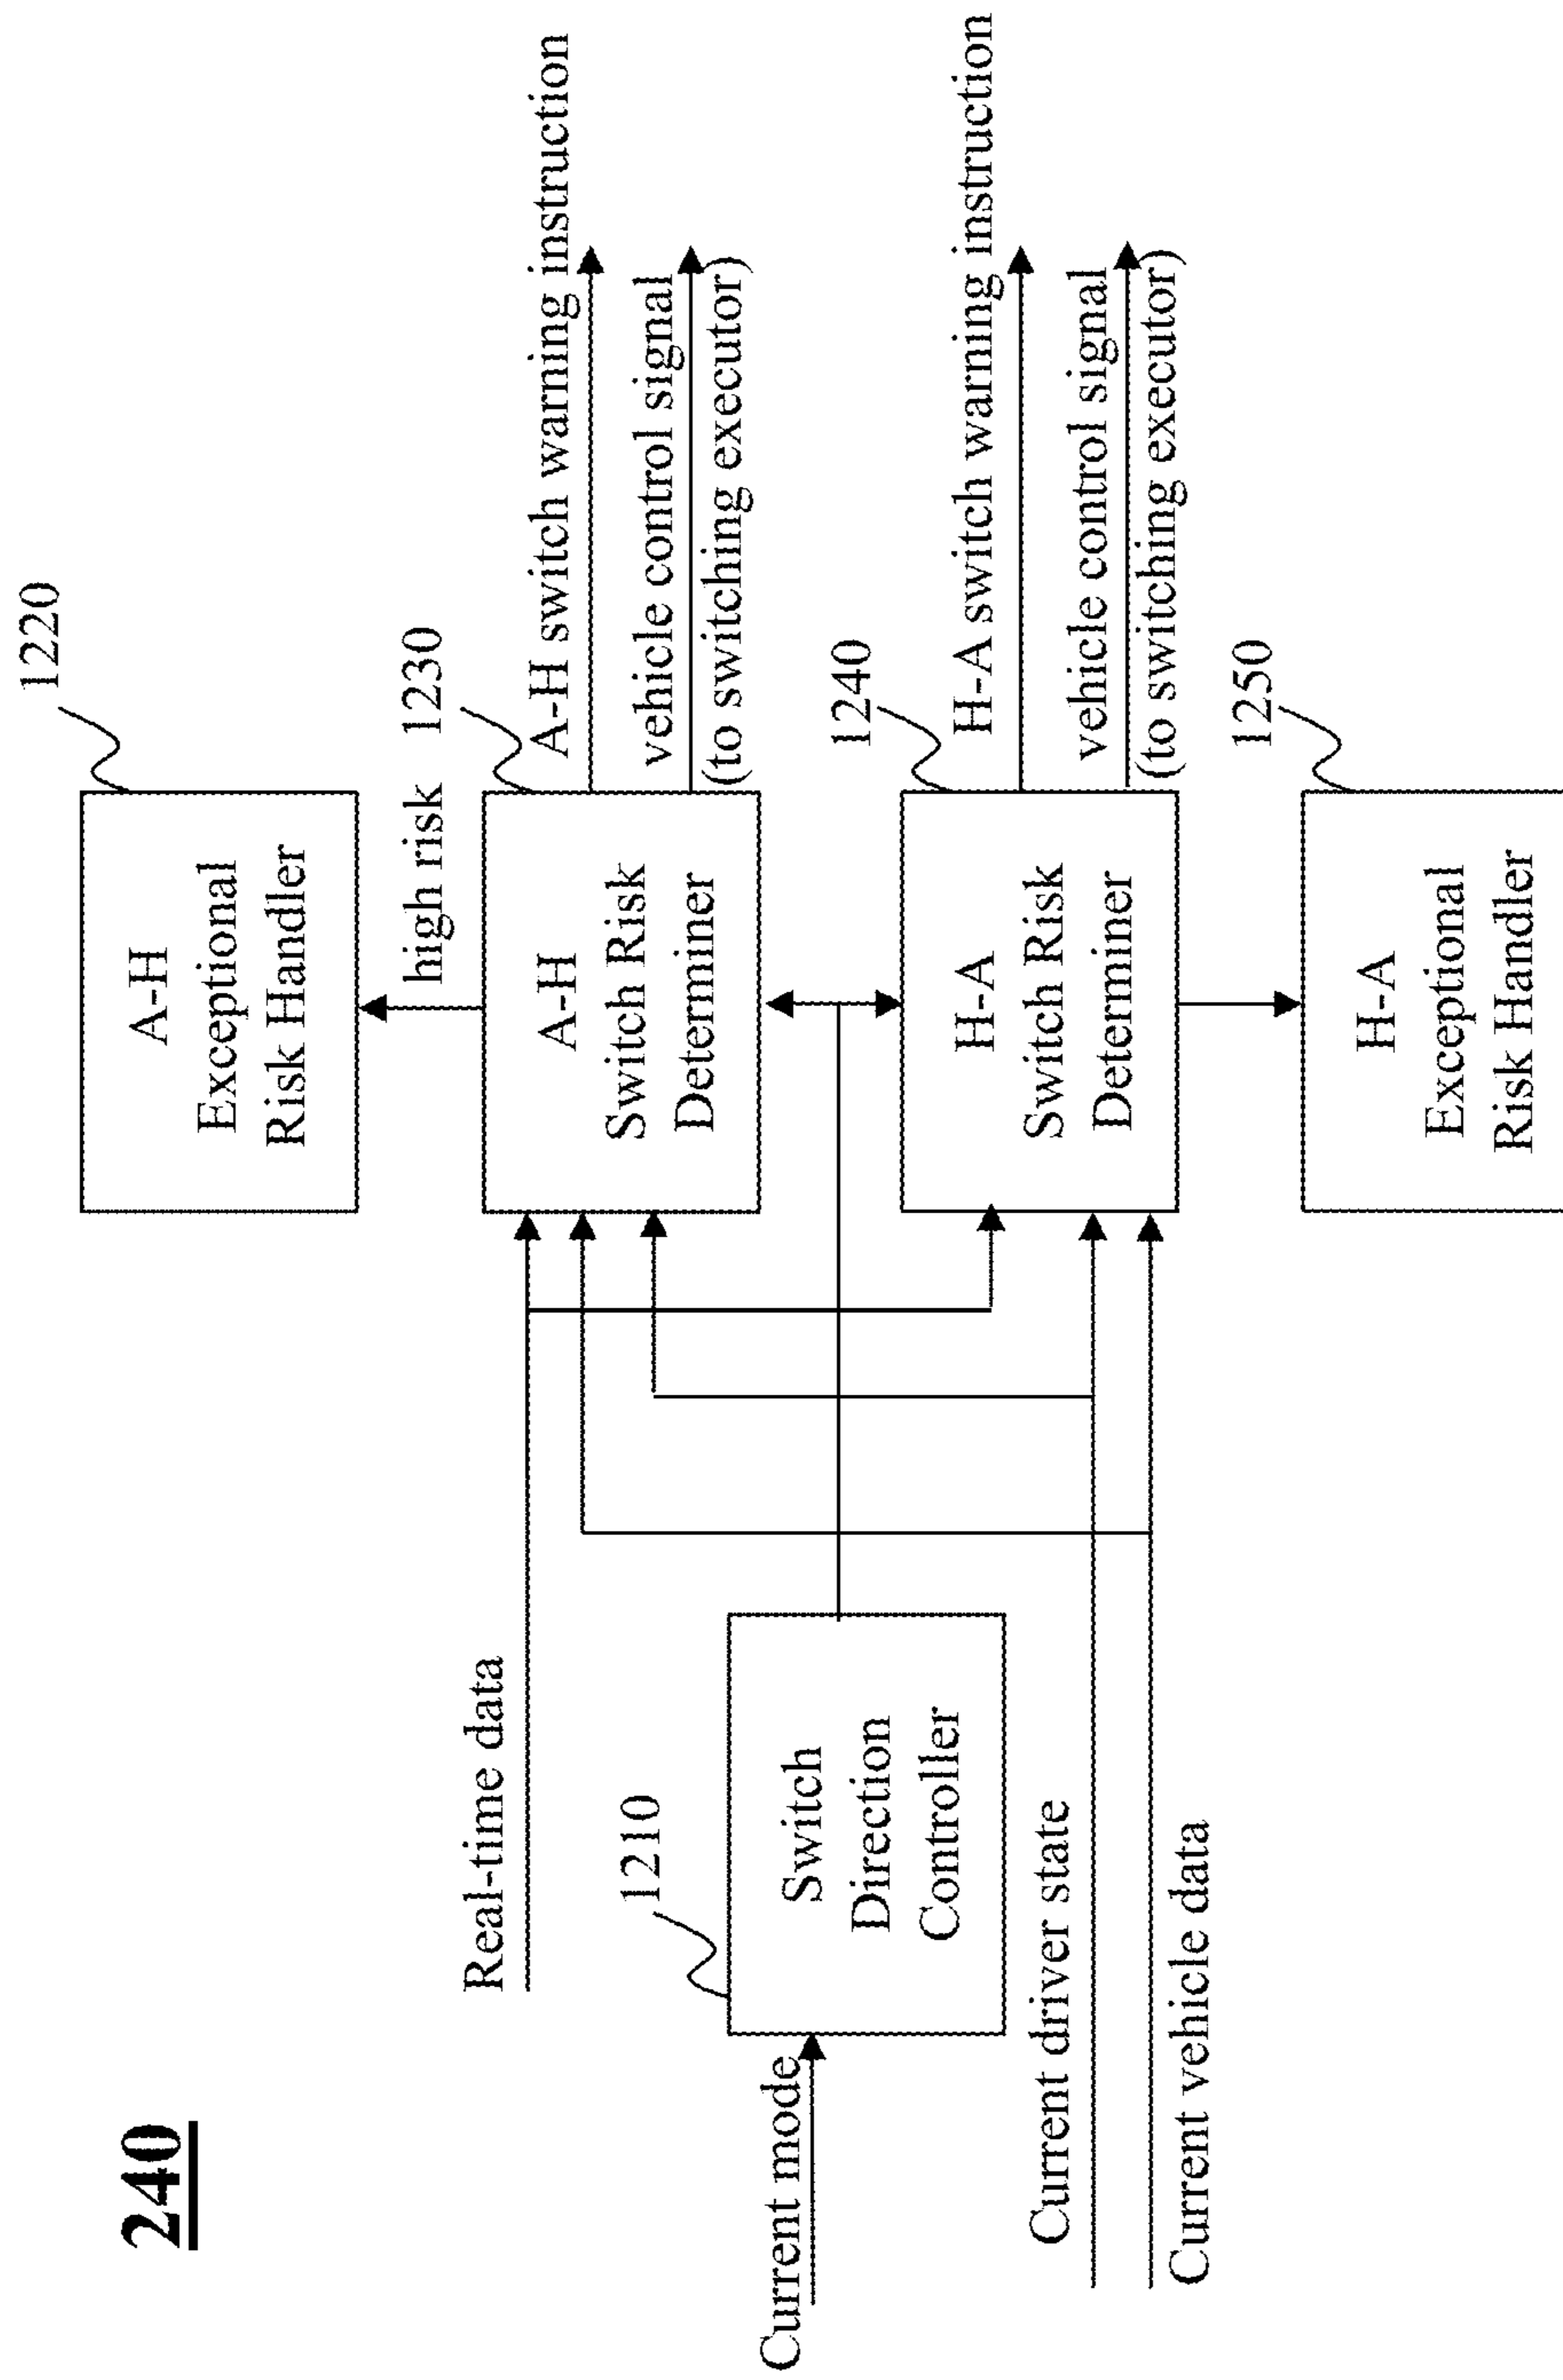 240
1220
A-H
Exceptional
Risk Handler
high risk
1230
A-H switch warning instruction
A-H
Switch Risk
Determiner
vehicle control signal
(to switching executor)
Real-time data
1210
Current mode
Switch
Direction
Controller
1240
H-A switch warning instruction
H-A
Switch Risk
Determiner
vehicle control signal
(to switching executor)
Current driver state
Current vehicle data
1250
H-A
Exceptional
Risk Handler